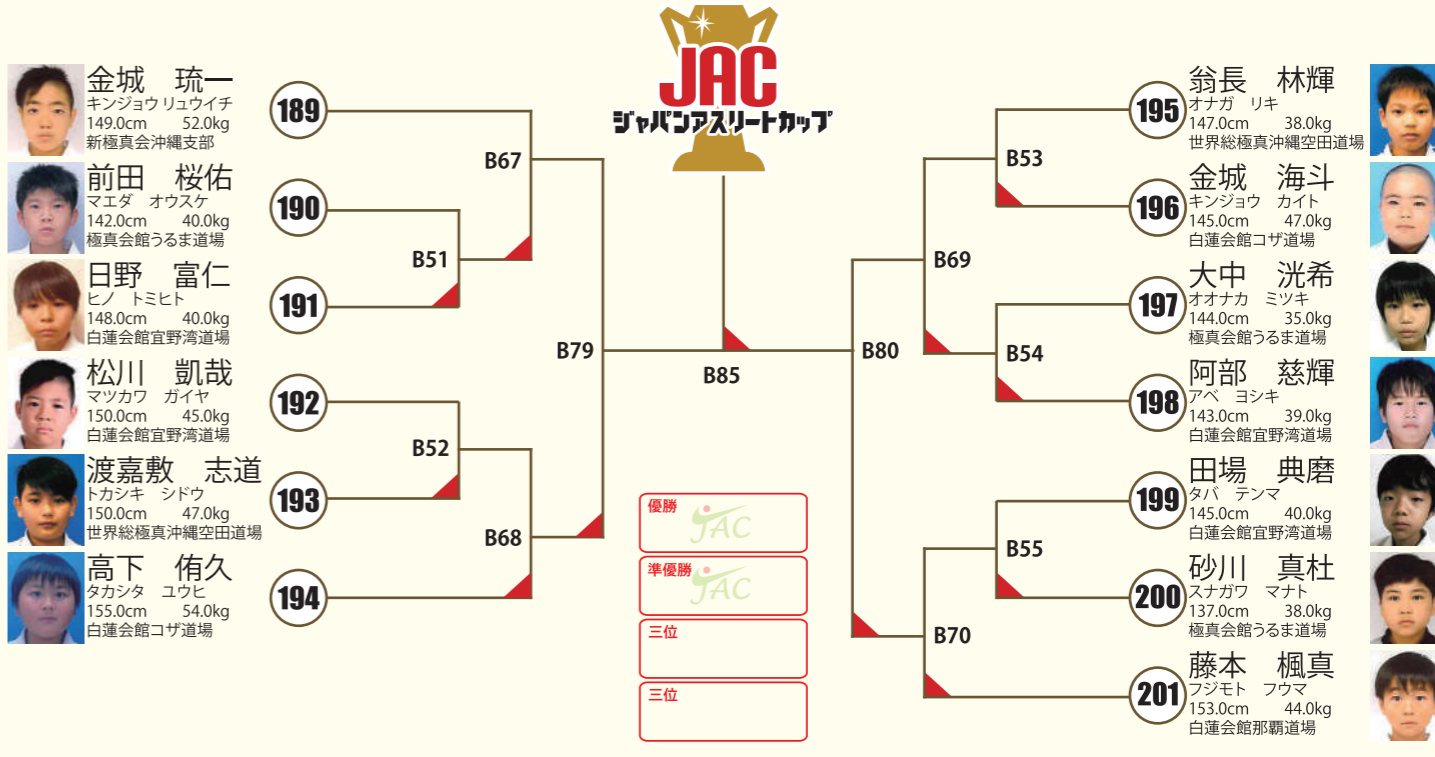 JAC
ジャパンアスリートカップ
金城　琉一
キンジョウ リュウイチ
149.0cm　52.0kg
新極真会沖縄支部
189
前田　桜佑
マエダ　オウスケ
142.0cm　40.0kg
極真会館うるま道場
190
日野　富仁
ヒノ　トミヒト
148.0cm　40.0kg
白蓮会館宜野湾道場
191
松川　凱哉
マツカワ　ガイヤ
150.0cm　45.0kg
白蓮会館宜野湾道場
192
渡嘉敷　志道
トカシキ　シドウ
150.0cm　47.0kg
世界総極真沖縄空田道場
193
高下　侑久
タカシタ　ユウヒ
155.0cm　54.0kg
白蓮会館コザ道場
194
B67
B51
B79
B52
B68
B85
優勝
JAC
準優勝
JAC
三位
三位
B53
B69
B80
B54
B55
B70
195
翁長　林輝
オナガ　リキ
147.0cm　38.0kg
世界総極真沖縄空田道場
196
金城　海斗
キンジョウ　カイト
145.0cm　47.0kg
白蓮会館コザ道場
197
大中　洸希
オオナカ　ミツキ
144.0cm　35.0kg
極真会館うるま道場
198
阿部　慈輝
アベ　ヨシキ
143.0cm　39.0kg
白蓮会館宜野湾道場
199
田場　典磨
タバ　テンマ
145.0cm　40.0kg
白蓮会館宜野湾道場
200
砂川　真杜
スナガワ　マナト
137.0cm　38.0kg
極真会館うるま道場
201
藤本　楓真
フジモト　フウマ
153.0cm　44.0kg
白蓮会館那覇道場